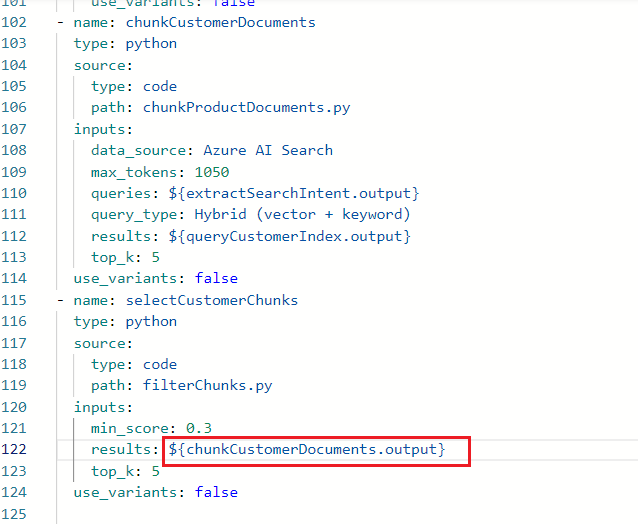 101 use_variants: false
102 - name: chunkCustomerDocuments
103 type: python
104 source:
105 type: code
106 path: chunkProductDocuments.py
107 inputs:
108 data_source: Azure AI Search
109 max_tokens: 1050
110 queries: ${extractSearchIntent.output}
111 query_type: Hybrid (vector + keyword)
112 results: ${queryCustomerIndex.output}
113 top_k: 5
114 use_variants: false
115 - name: selectCustomerChunks
116 type: python
117 source:
118 type: code
119 path: filterChunks.py
120 inputs:
121 min_score: 0.3
122 results: ${chunkCustomerDocuments.output}
123 top_k: 5
124 use_variants: false
125